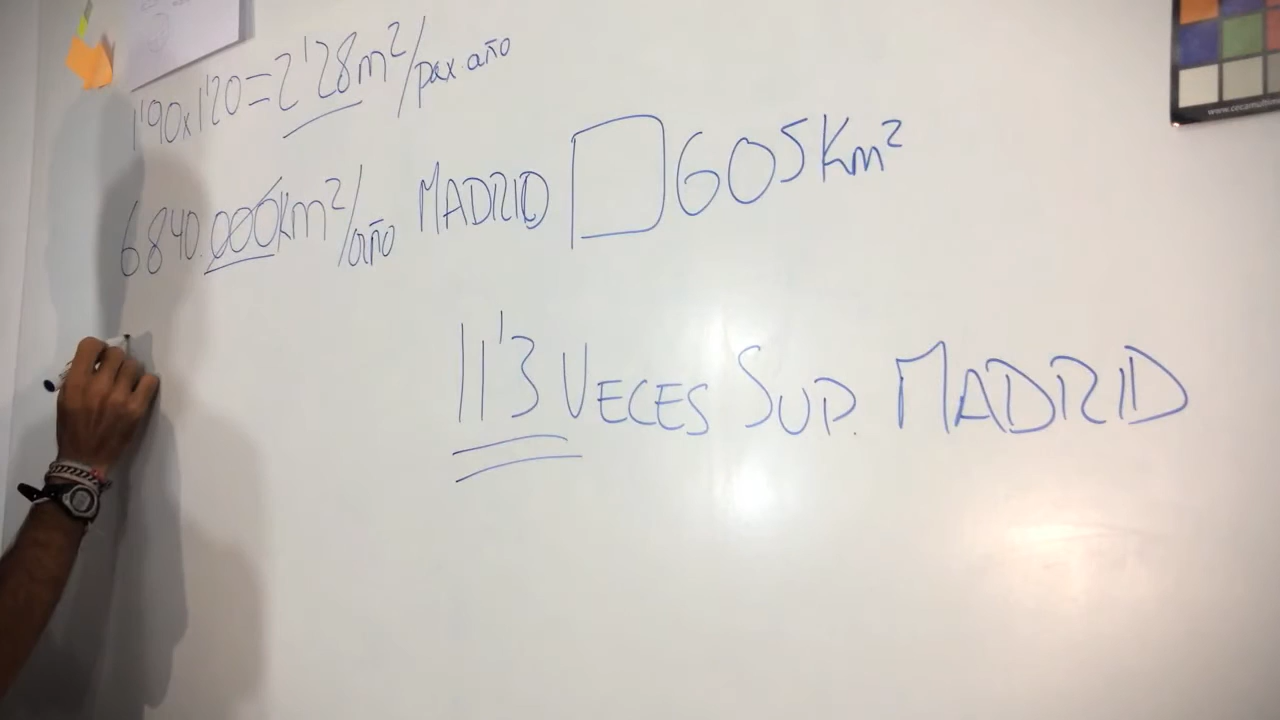 1'90x1'20=2'28m²/pax.año
6840.000km²/año MADRID 605Km²
11'3 VECES SUP. MADRID